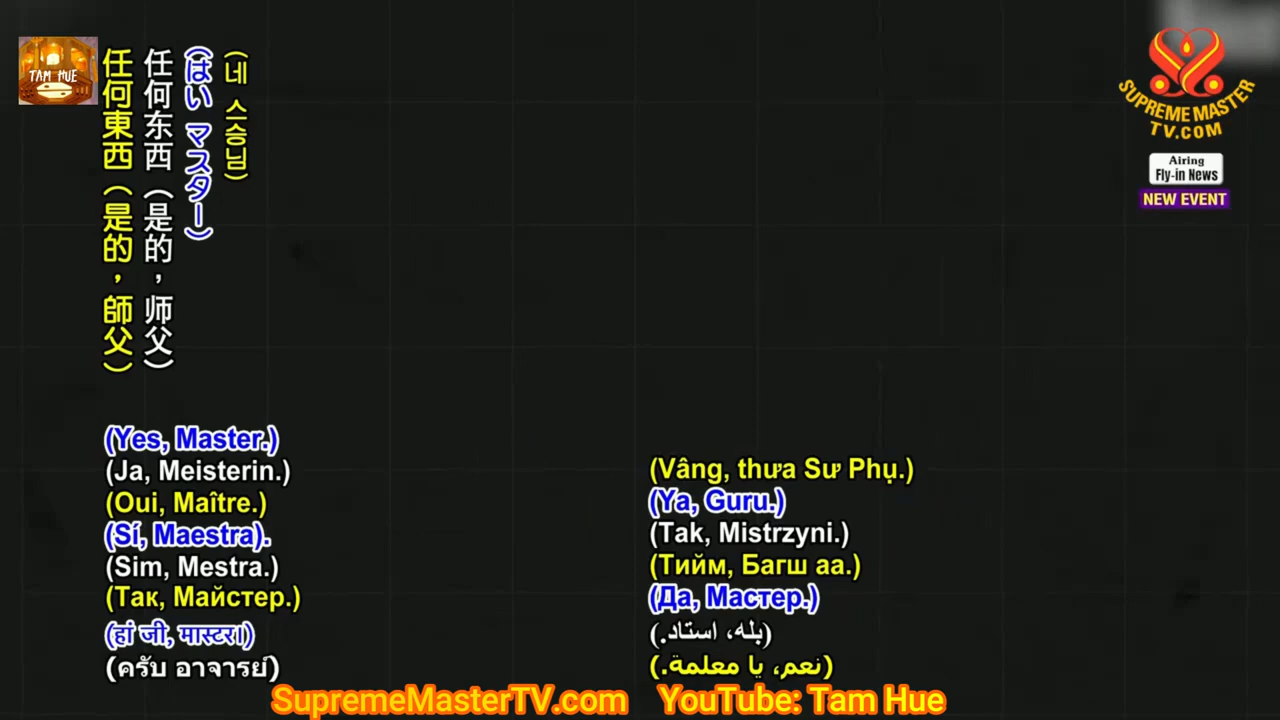 TAM HUE
任何東西（是的，師父）
任何东西（是的，师父）
(はい マスター)
(네 스승님)
SUPREME MASTER
TV.COM
Airing
Fly-in News
NEW EVENT
(Yes, Master.)
(Ja, Meisterin.)
(Oui, Maître.)
(Sí, Maestra).
(Sim, Mestra.)
(Так, Майстер.)
(हां जी, मास्टर।)
(ครับ อาจารย์)
(Vâng, thưa Sư Phụ.)
(Ya, Guru.)
(Tak, Mistrzyni.)
(Тийм, Багш аа.)
(Да, Мастер.)
(بله، استاد.)
(نعم، يا معلمة.)
SupremeMasterTV.com YouTube: Tam Hue